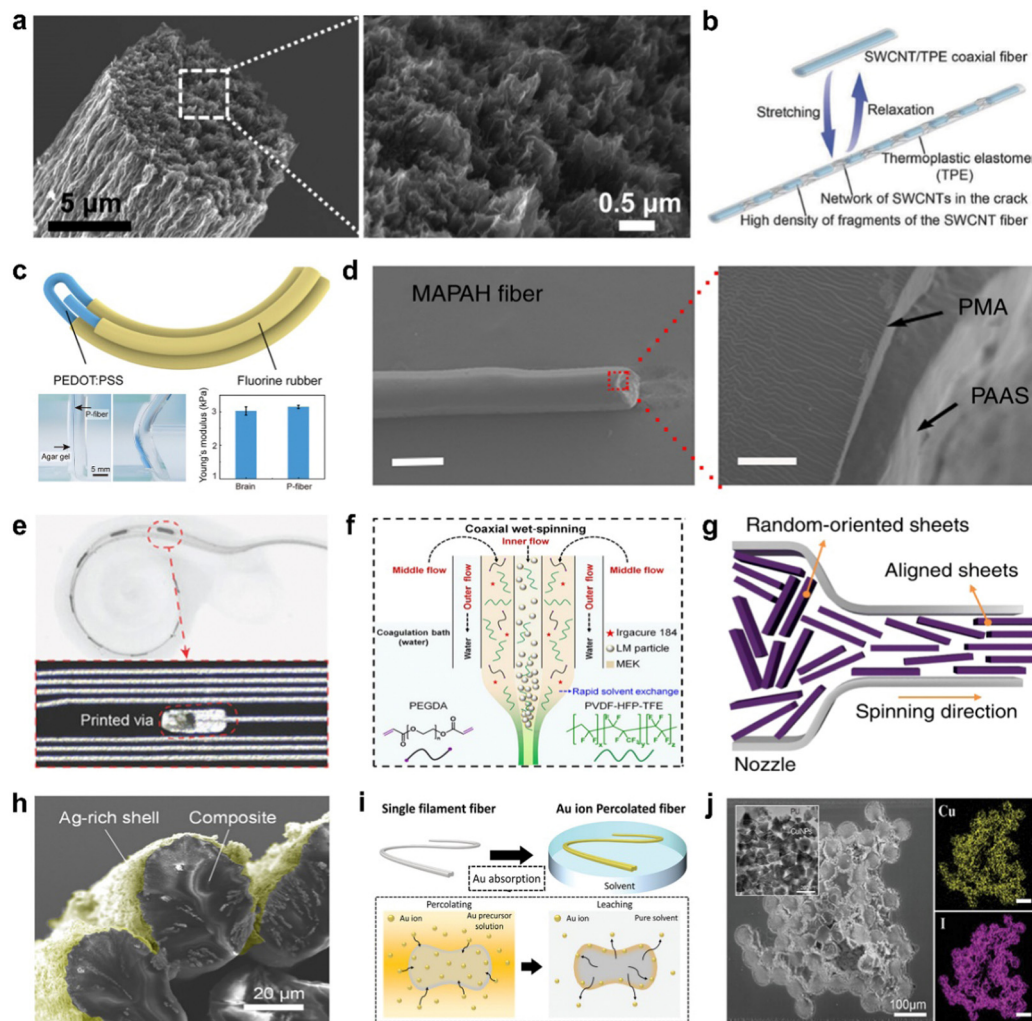 a
5 μm
0.5 μm
b
SWCNT/TPE coaxial fiber
Stretching
Relaxation
Thermoplastic elastomer
(TPE)
Network of SWCNTs in the crack
High density of fragments of the SWCNT fiber
c
PEDOT:PSS
Fluorine rubber
P-fiber
Agar gel
5 mm
Young's modulus (kPa)
3
2
1
Brain
P-fiber
d
MAPAH fiber
PMA
PAAS
e
Printed via
f
Coaxial wet-spinning
Inner flow
Middle flow
Outer flow
Outer flow
Middle flow
Coagulation bath
(water)
Water
Water
Irgacure 184
LM particle
MEK
Rapid solvent exchange
PEGDA
PVDF-HFP-TFE
g
Random-oriented sheets
Aligned sheets
Spinning direction
Nozzle
h
Ag-rich shell
Composite
20 μm
i
Single filament fiber
Au ion Percolated fiber
Au absorption
Solvent
Percolating
Leaching
Au ion
Au precursor
solution
Au ion
Pure solvent
j
PU
CuNPs
100μm
Cu
I